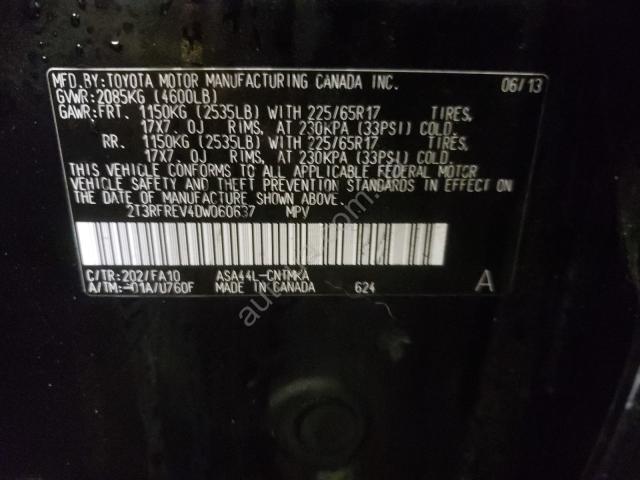 MFD. BY: TOYOTA MOTOR MANUFACTURING CANADA INC. 06/13
GVWR: 2085KG (4600LB)
GAWR: FRT. 1150KG (2535LB) WITH 225/65R17 TIRES,
17X7. 0J RIMS, AT 230KPA (33PSI) COLD.
RR. 1150KG (2535LB) WITH 225/65R17 TIRES,
17X7. 0J RIMS, AT 230KPA (33PSI) COLD.
THIS VEHICLE CONFORMS TO ALL APPLICABLE FEDERAL MOTOR
VEHICLE SAFETY AND THEFT PREVENTION STANDARDS IN EFFECT ON
THE DATE OF MANUFACTURE SHOWN ABOVE.
2T3RFREV4DW060637 MPV
C/TR: 202/FA10 ASA44L-CNTMKA
A/TM: -01A/U760F MADE IN CANADA 624 A